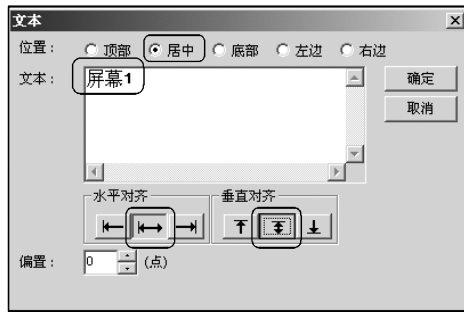 文本
位置： 顶部 居中 底部 左边 右边
文本： 屏幕1
确定
取消
水平对齐 垂直对齐
偏置： 0 (点)